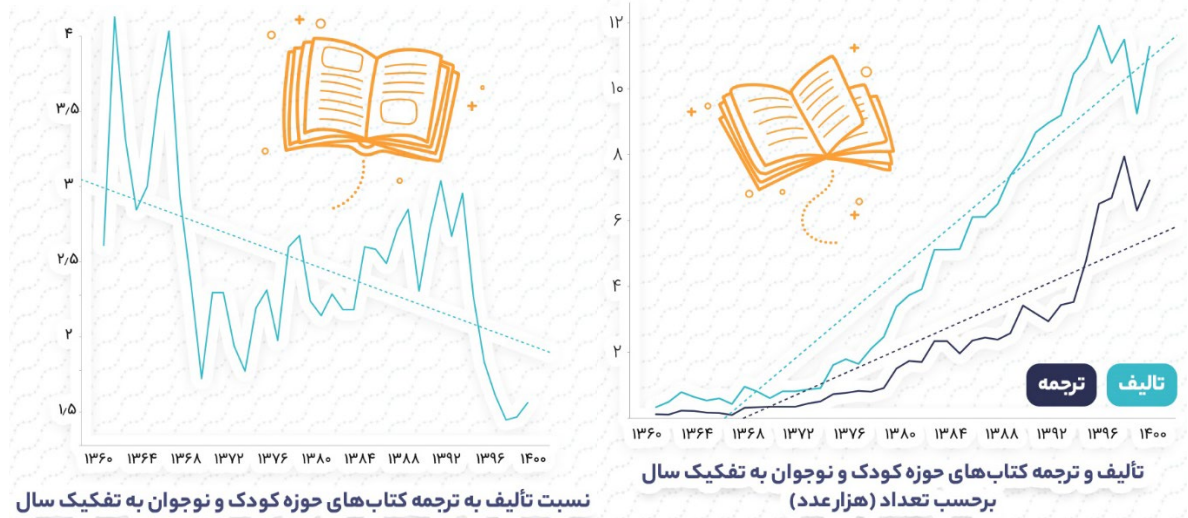 ۱۲
۱۰
۸
۶
۴
۲
تالیف
ترجمه
۱۳۶۰ ۱۳۶۴ ۱۳۶۸ ۱۳۷۲ ۱۳۷۶ ۱۳۸۰ ۱۳۸۴ ۱۳۸۸ ۱۳۹۲ ۱۳۹۶ ۱۴۰۰
تألیف و ترجمه کتاب‌های حوزه کودک و نوجوان به تفکیک سال
برحسب تعداد (هزار عدد)
۴
۳٫۵
۳
۲٫۵
۲
۱٫۵
۱۳۶۰ ۱۳۶۴ ۱۳۶۸ ۱۳۷۲ ۱۳۷۶ ۱۳۸۰ ۱۳۸۴ ۱۳۸۸ ۱۳۹۲ ۱۳۹۶ ۱۴۰۰
نسبت تألیف به ترجمه کتاب‌های حوزه کودک و نوجوان به تفکیک سال